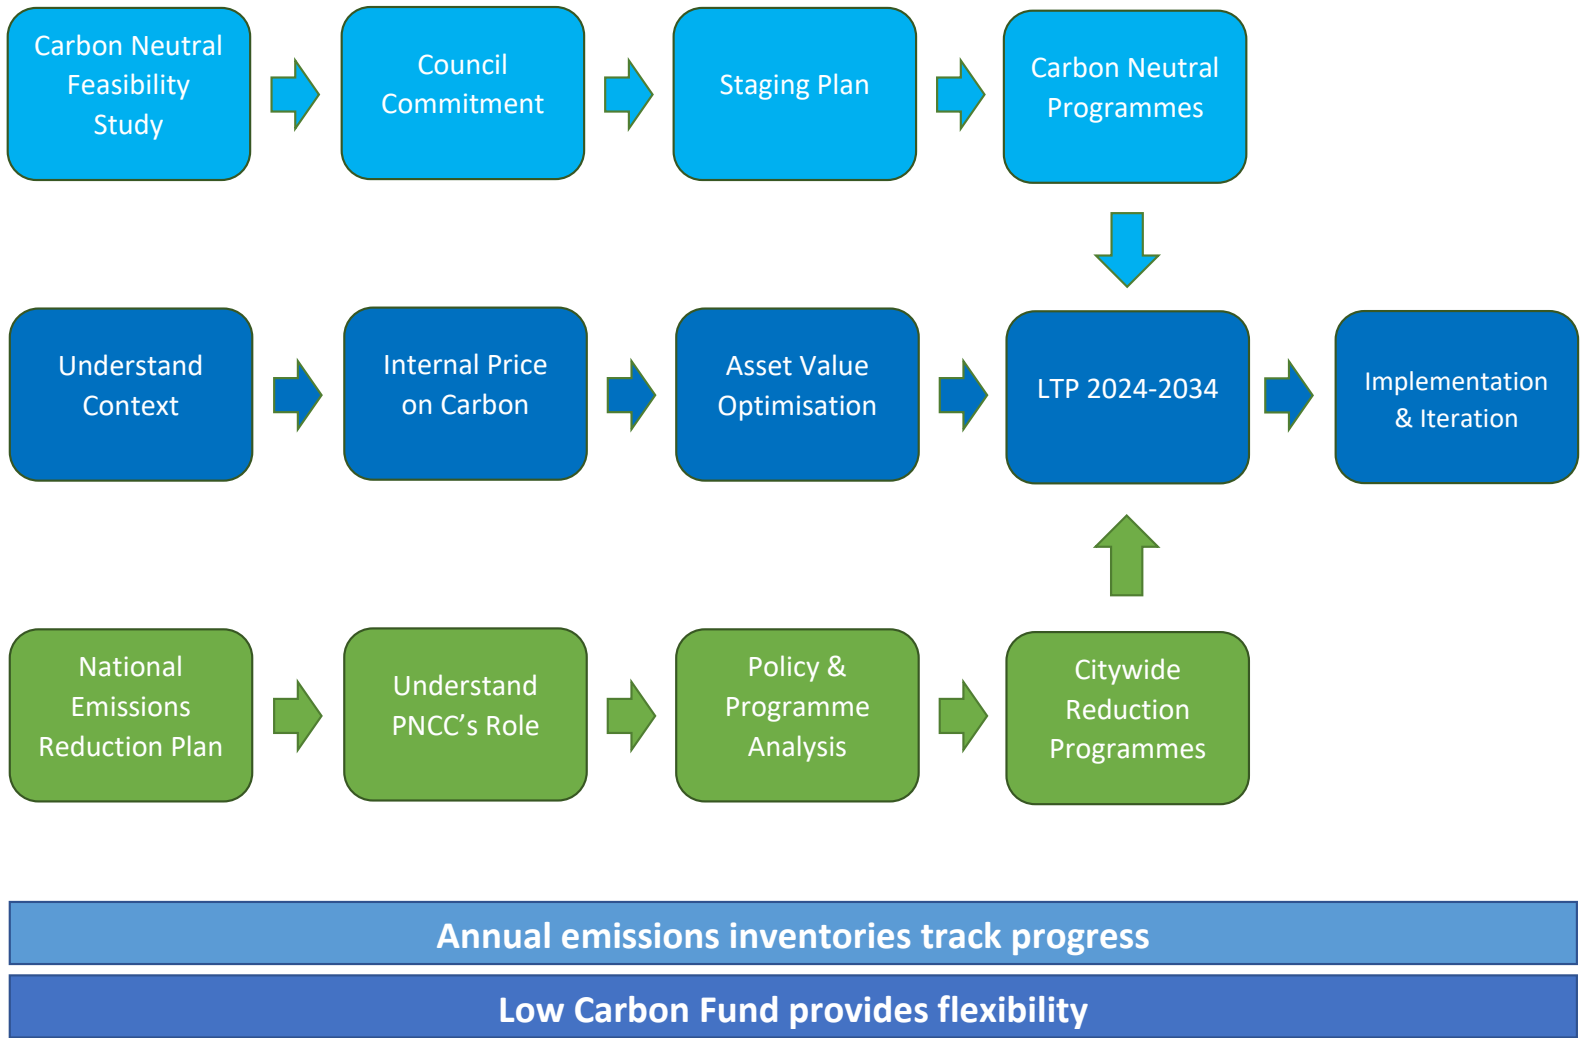 Carbon Neutral
Feasibility
Study
Council
Commitment
Staging Plan
Carbon Neutral
Programmes
Understand
Context
Internal Price
on Carbon
Asset Value
Optimisation
LTP 2024-2034
Implementation
& Iteration
National
Emissions
Reduction Plan
Understand
PNCC’s Role
Policy &
Programme
Analysis
Citywide
Reduction
Programmes
Annual emissions inventories track progress
Low Carbon Fund provides flexibility